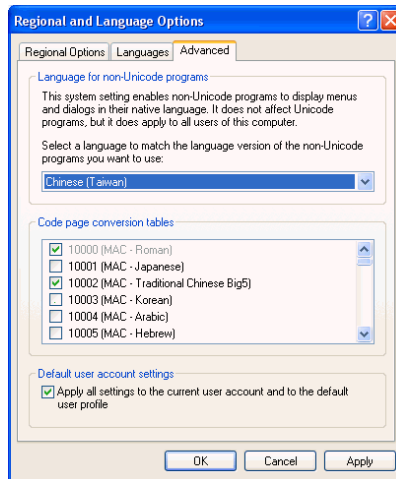 Regional and Language Options
Regional Options Languages Advanced
Language for non-Unicode programs
This system setting enables non-Unicode programs to display menus
and dialogs in their native language. It does not affect Unicode
programs, but it does apply to all users of this computer.
Select a language to match the language version of the non-Unicode
programs you want to use:
Chinese (Taiwan)
Code page conversion tables
10000 (MAC - Roman)
10001 (MAC - Japanese)
10002 (MAC - Traditional Chinese Big5)
10003 (MAC - Korean)
10004 (MAC - Arabic)
10005 (MAC - Hebrew)
Default user account settings
Apply all settings to the current user account and to the default
user profile
OK Cancel Apply